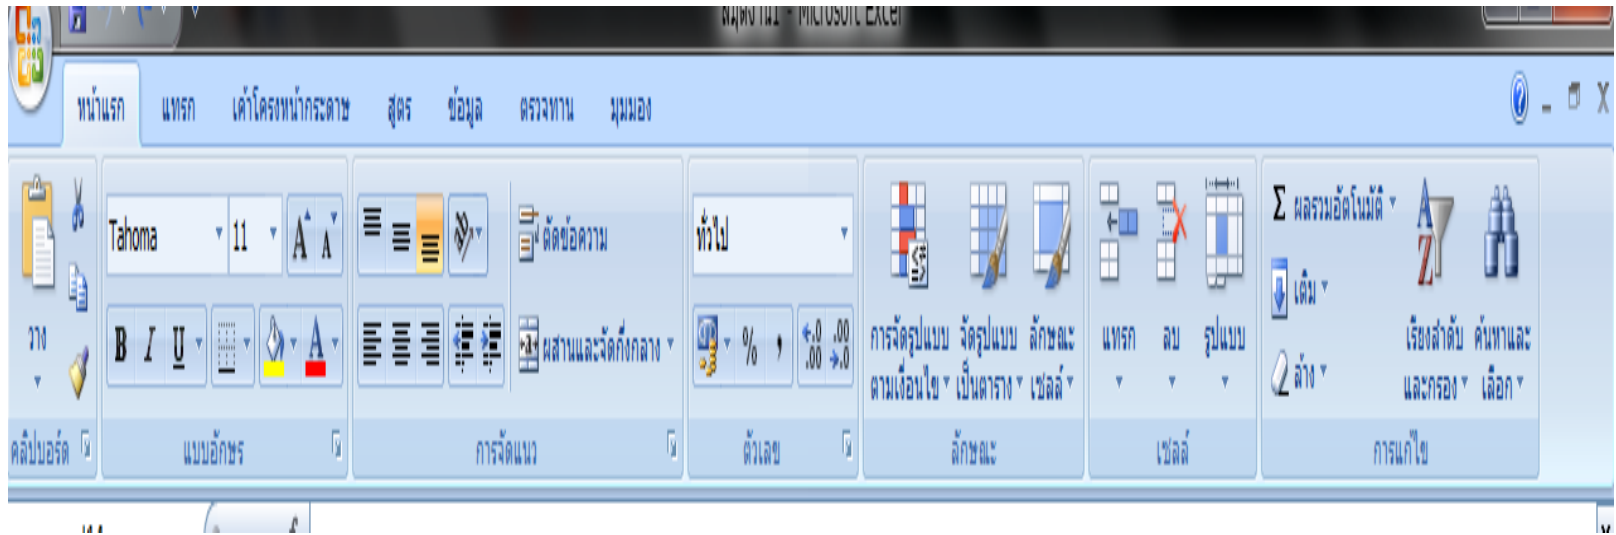 สมุดงาน1 - Microsoft Excel
หน้าแรก แทรก เค้าโครงหน้ากระดาษ สูตร ข้อมูล ตรวจทาน มุมมอง
Tahoma 11 A A ตัดข้อความ ทั่วไป Σ ผลรวมอัตโนมัติ
เติม
วาง B I U A ผสานและจัดกึ่งกลาง % , .0 .00 .00 .0
การจัดรูปแบบ จัดรูปแบบ ลักษณะ แทรก ลบ รูปแบบ เรียงลำดับ ค้นหาและ
ตามเงื่อนไข เป็นตาราง เซลล์ ล้าง และกรอง เลือก
คลิปบอร์ด แบบอักษร การจัดแนว ตัวเลข ลักษณะ เซลล์ การแก้ไข